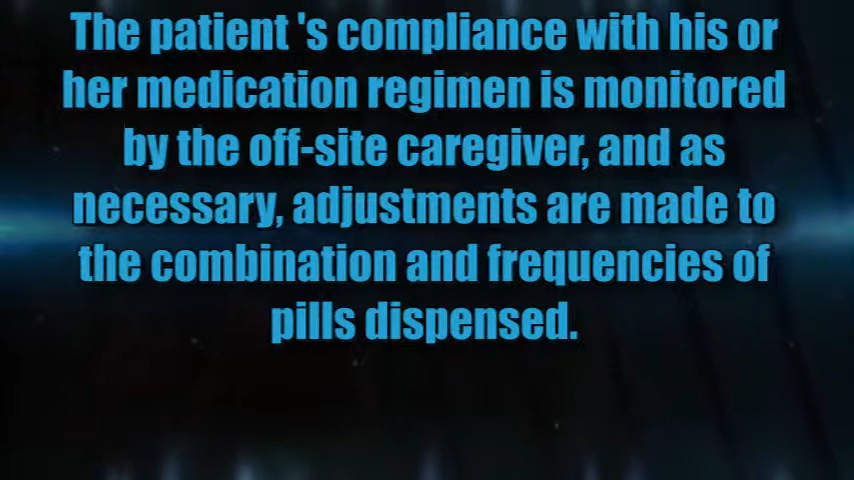 The patient 's compliance with his or
her medication regimen is monitored
by the off-site caregiver, and as
necessary, adjustments are made to
the combination and frequencies of
pills dispensed.